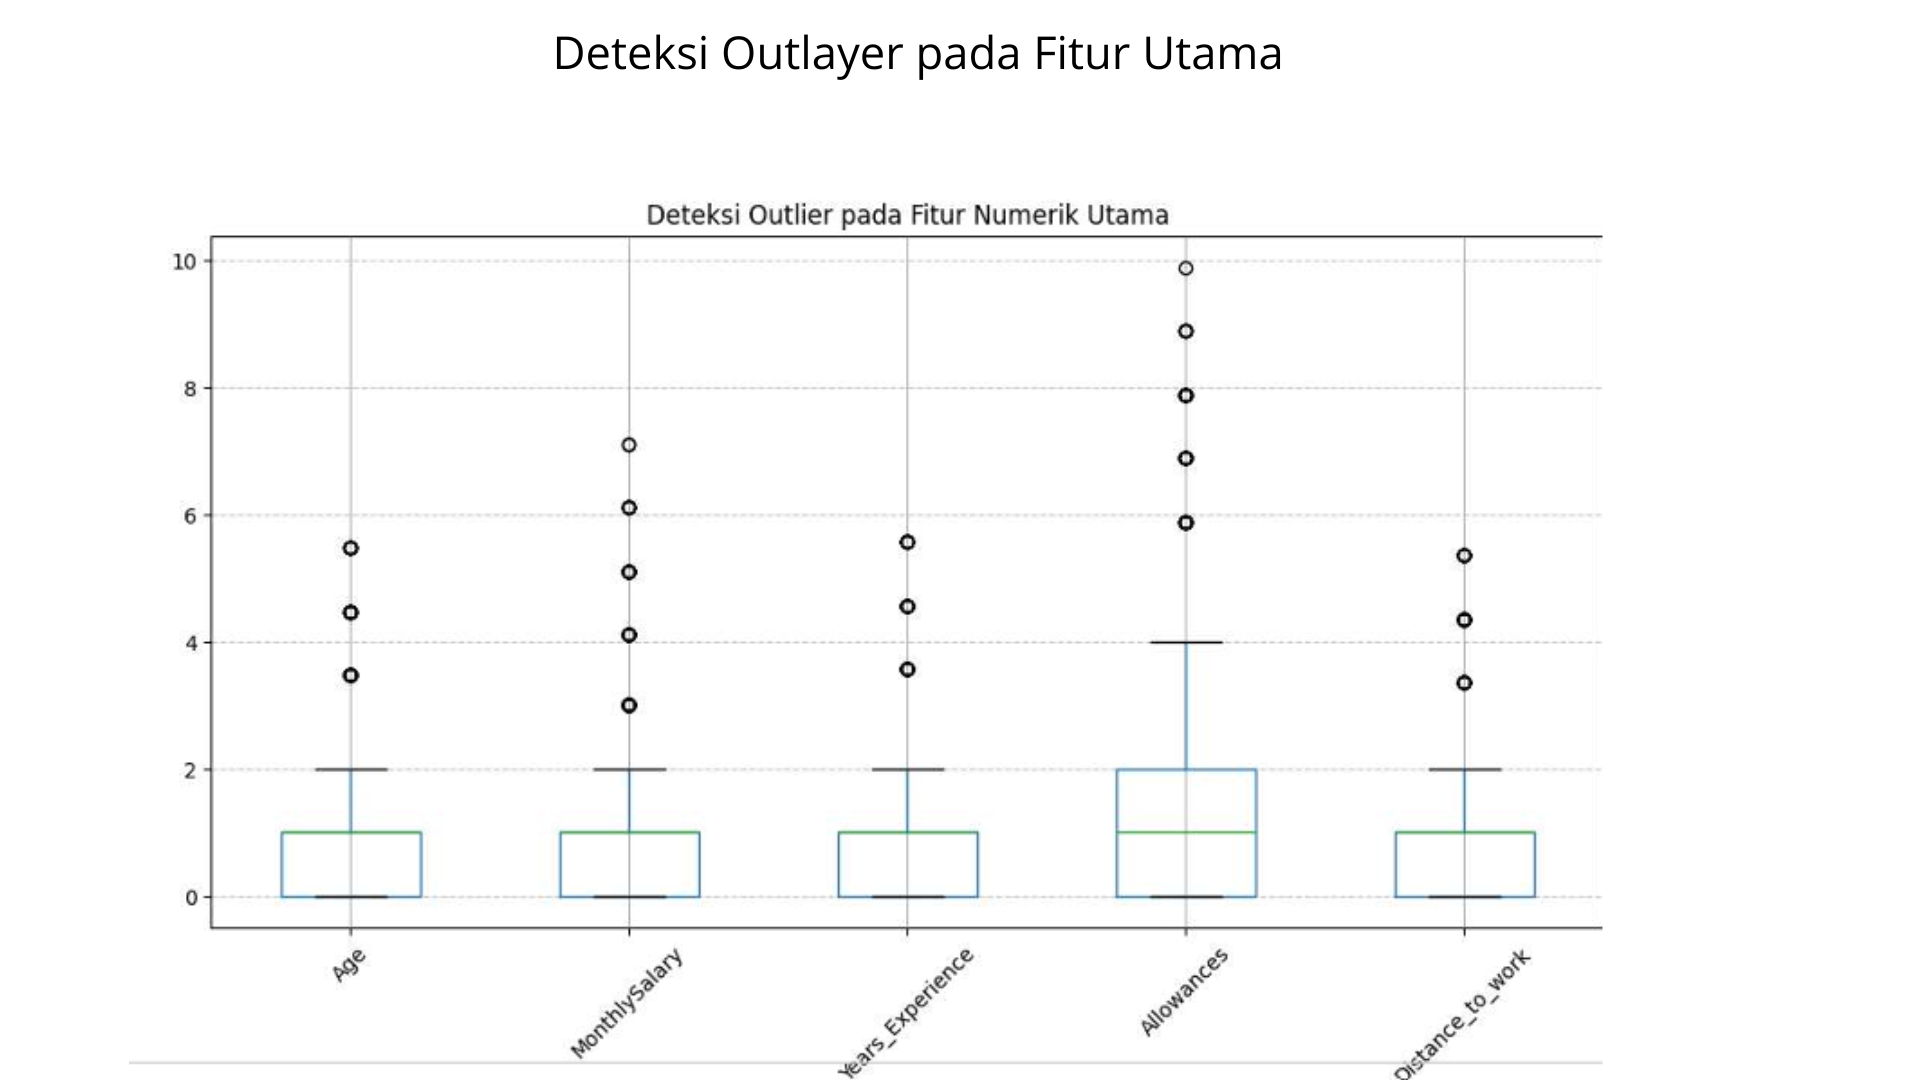 Deteksi Outlayer pada Fitur Utama
Deteksi Outlier pada Fitur Numerik Utama
10
8
6
4
2
0
Age
MonthlySalary
Years_Experience
Allowances
Distance_to_work